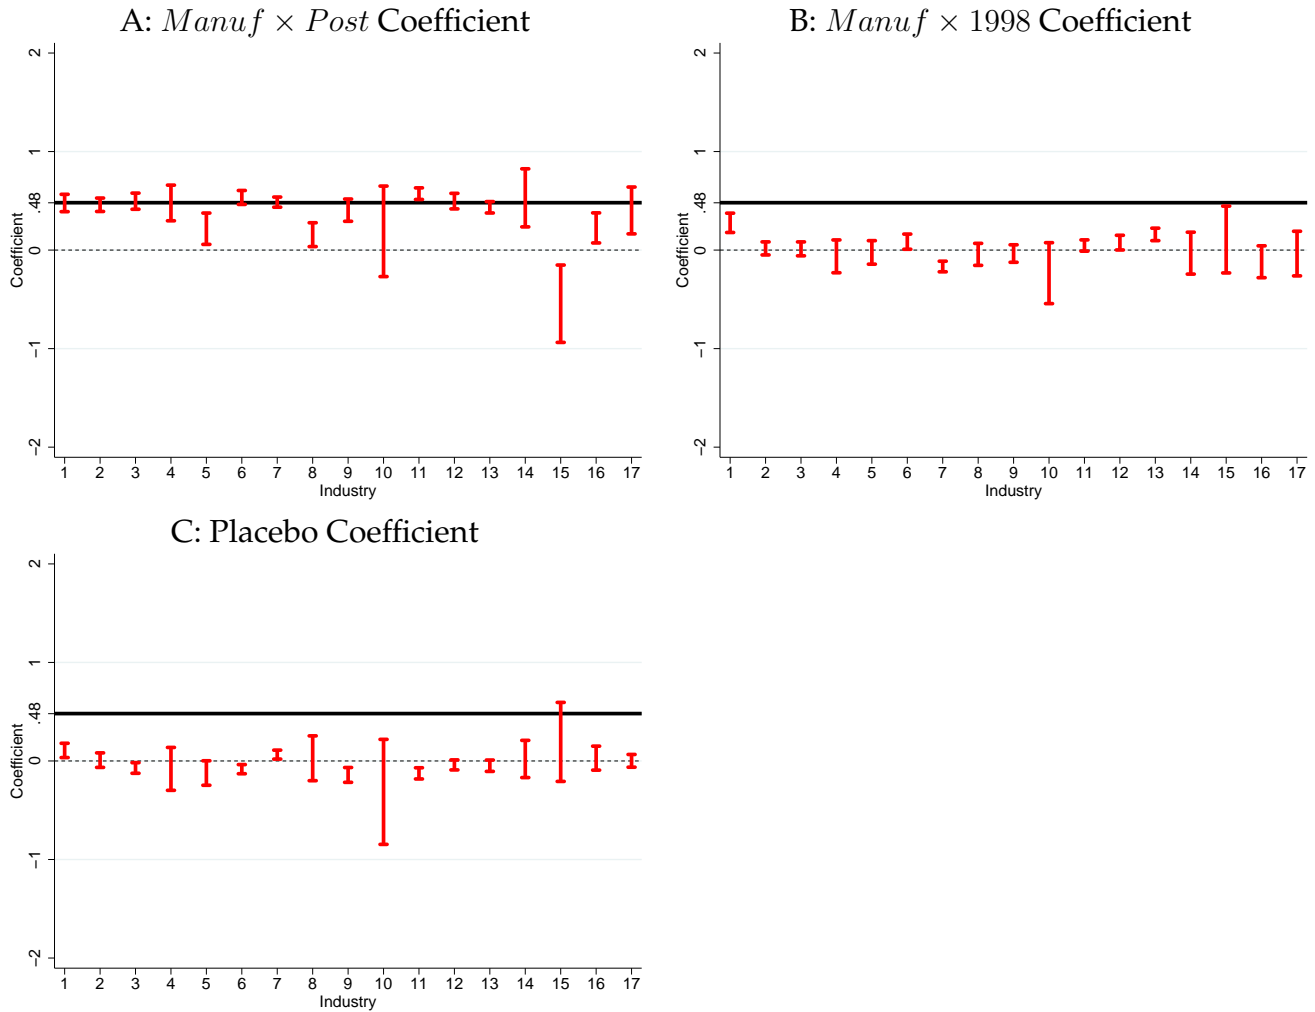 A: Manuf × Post Coefficient
2
1
.48
0
-1
-2
Coefficient
1 2 3 4 5 6 7 8 9 10 11 12 13 14 15 16 17
Industry
B: Manuf × 1998 Coefficient
2
1
.48
0
-1
-2
Coefficient
1 2 3 4 5 6 7 8 9 10 11 12 13 14 15 16 17
Industry
C: Placebo Coefficient
2
1
.48
0
-1
-2
Coefficient
1 2 3 4 5 6 7 8 9 10 11 12 13 14 15 16 17
Industry